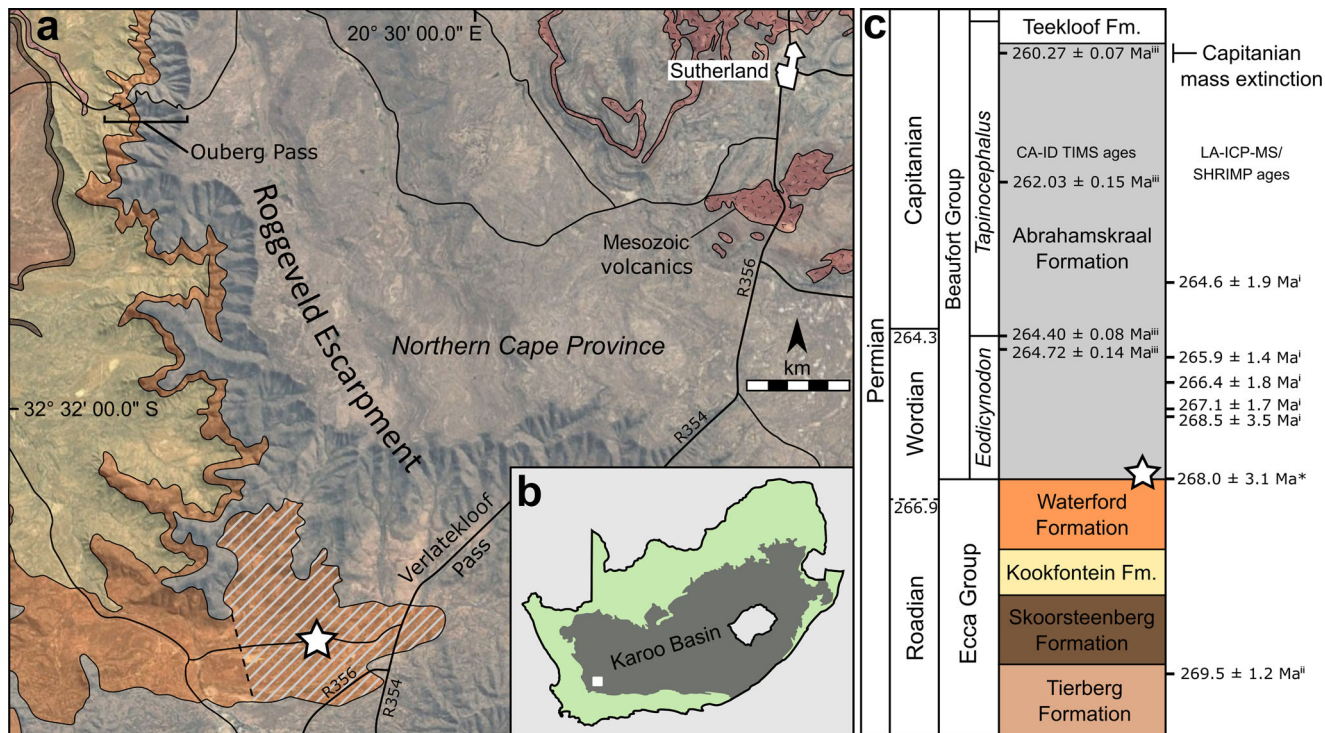 a
20° 30' 00.0" E
Sutherland
Ouberg Pass
Roggeveld Escarpment
Mesozoic
volcanics
R356
Northern Cape Province
km
32° 32' 00.0" S
R354
Verlatekloof
Pass
R356
R354
b
Karoo Basin
c
Permian
Capitanian
264.3
Wordian
266.9
Roadian
Beaufort Group
Ecca Group
Tapinocephalus
Eodicynodon
Teekloof Fm.
260.27 ± 0.07 Maⁱⁱⁱ
Capitanian
mass extinction
CA-ID TIMS ages
LA-ICP-MS/
SHRIMP ages
262.03 ± 0.15 Maⁱⁱⁱ
Abrahamskraal
Formation
264.6 ± 1.9 Maⁱ
264.40 ± 0.08 Maⁱⁱⁱ
264.72 ± 0.14 Maⁱⁱⁱ
265.9 ± 1.4 Maⁱ
266.4 ± 1.8 Maⁱ
267.1 ± 1.7 Maⁱ
268.5 ± 3.5 Maⁱ
268.0 ± 3.1 Ma*
Waterford
Formation
Kookfontein Fm.
Skoorsteenberg
Formation
269.5 ± 1.2 Maⁱⁱ
Tierberg
Formation